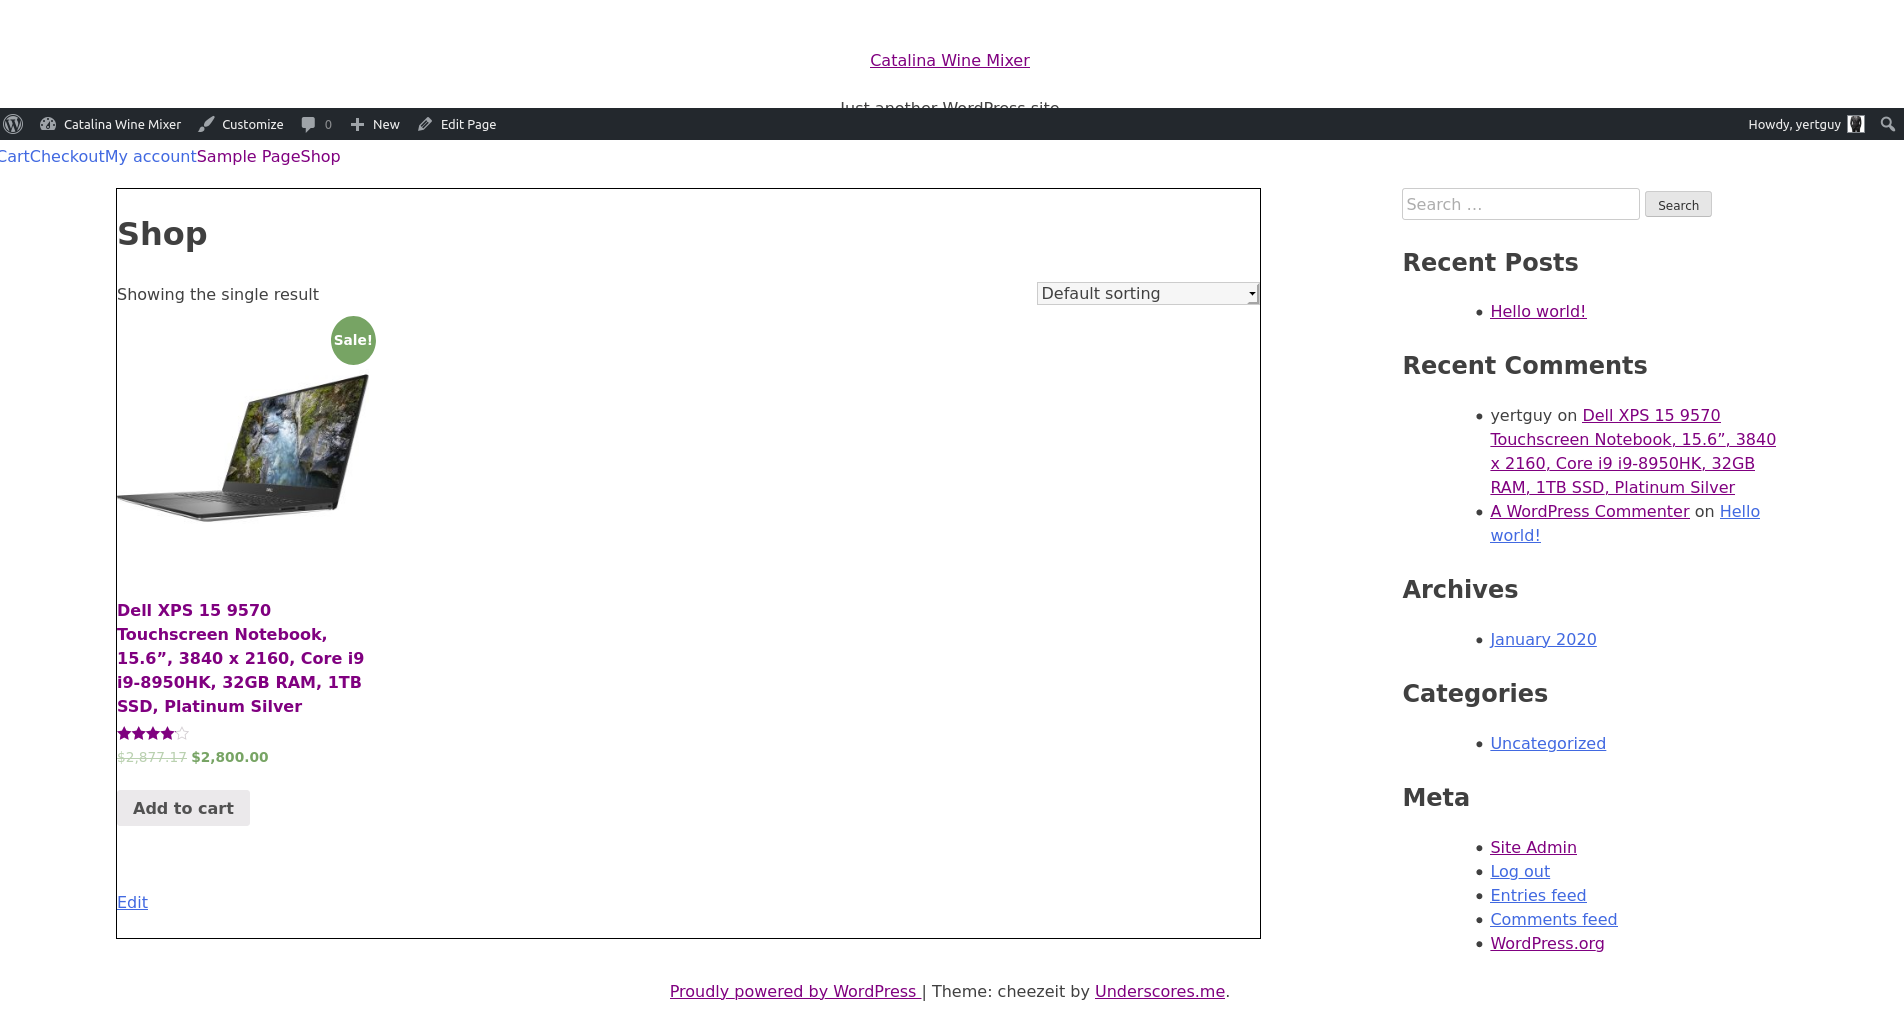 Catalina Wine Mixer
Just another WordPress site
Catalina Wine Mixer Customize 0 New Edit Page Howdy, yertguy
CartCheckoutMy accountSample PageShop
Shop
Showing the single result
Default sorting
Sale!
Dell XPS 15 9570
Touchscreen Notebook,
15.6”, 3840 x 2160, Core i9
i9-8950HK, 32GB RAM, 1TB
SSD, Platinum Silver
$2,877.17 $2,800.00
Add to cart
Edit
Search …
Search
Recent Posts
Hello world!
Recent Comments
yertguy on Dell XPS 15 9570
Touchscreen Notebook, 15.6”, 3840
x 2160, Core i9 i9-8950HK, 32GB
RAM, 1TB SSD, Platinum Silver
A WordPress Commenter on Hello
world!
Archives
January 2020
Categories
Uncategorized
Meta
Site Admin
Log out
Entries feed
Comments feed
WordPress.org
Proudly powered by WordPress | Theme: cheezeit by Underscores.me.